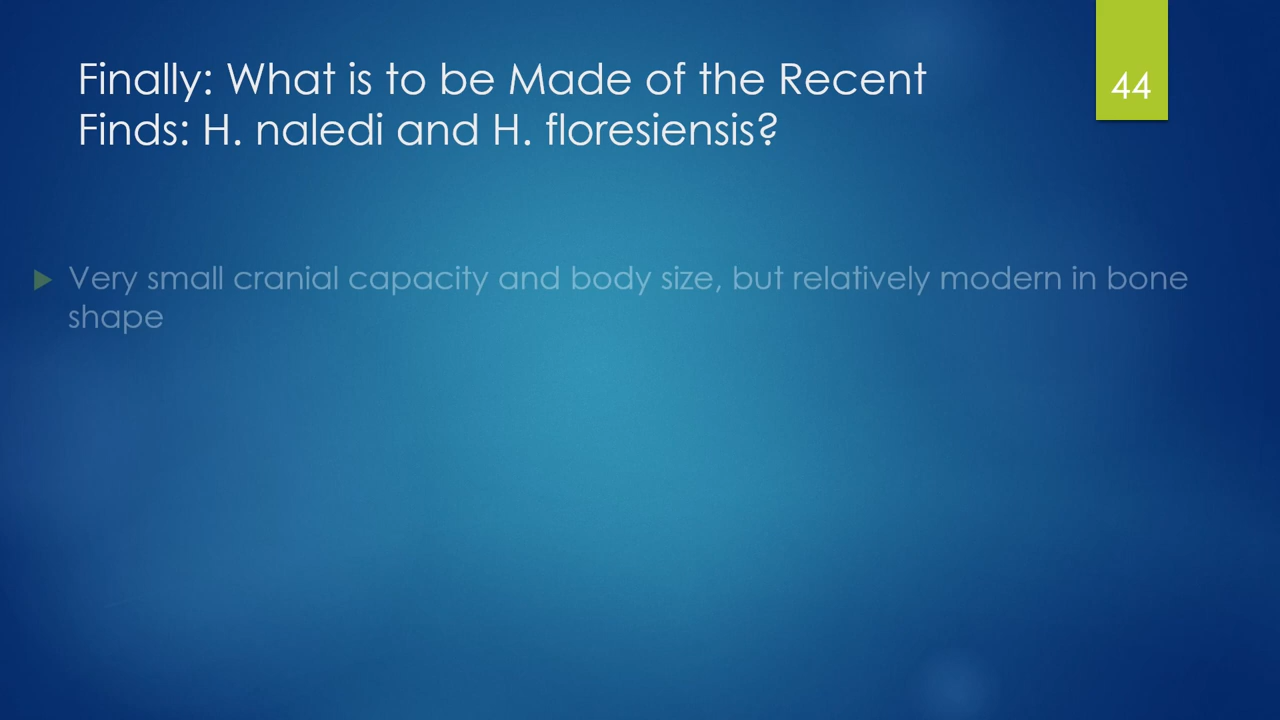 Finally: What is to be Made of the Recent
Finds: H. naledi and H. floresiensis?
44
Very small cranial capacity and body size, but relatively modern in bone
shape